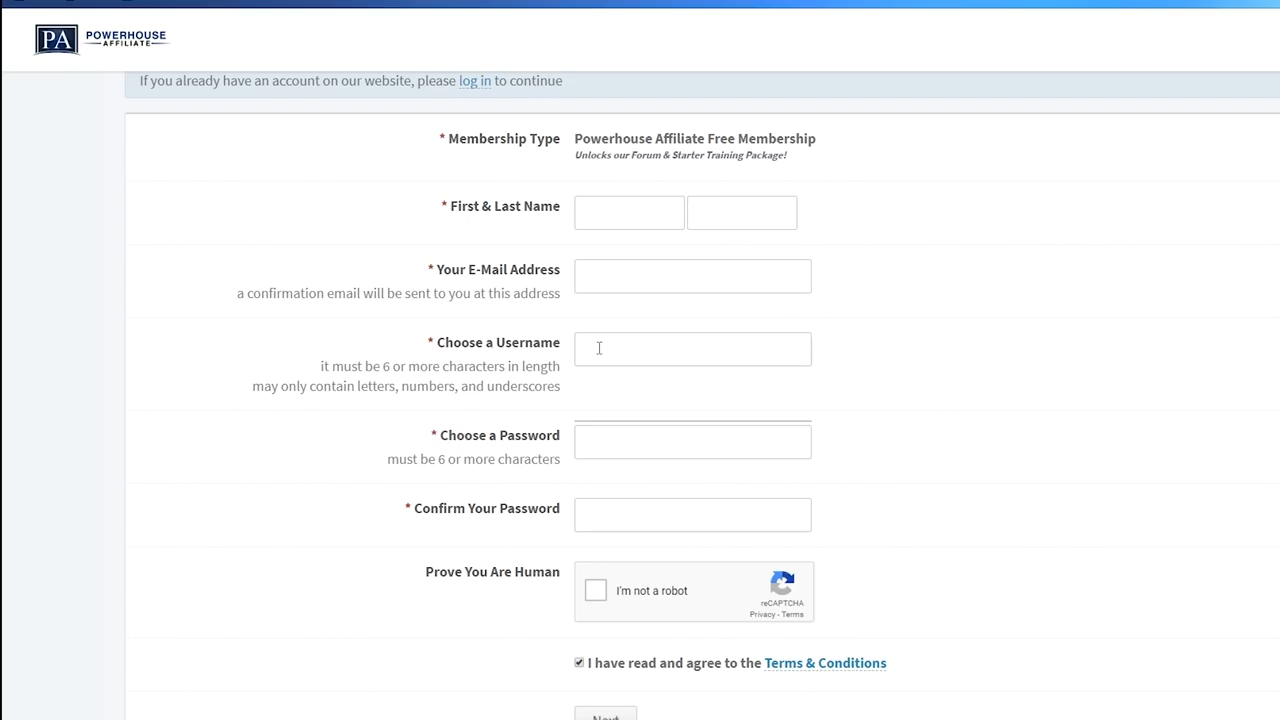 PA POWERHOUSE
AFFILIATE
If you already have an account on our website, please log in to continue
* Membership Type
Powerhouse Affiliate Free Membership
Unlocks our Forum & Starter Training Package!
* First & Last Name
* Your E-Mail Address
a confirmation email will be sent to you at this address
* Choose a Username
it must be 6 or more characters in length
may only contain letters, numbers, and underscores
* Choose a Password
must be 6 or more characters
* Confirm Your Password
Prove You Are Human
I'm not a robot
reCAPTCHA
Privacy - Terms
I have read and agree to the Terms & Conditions
Next